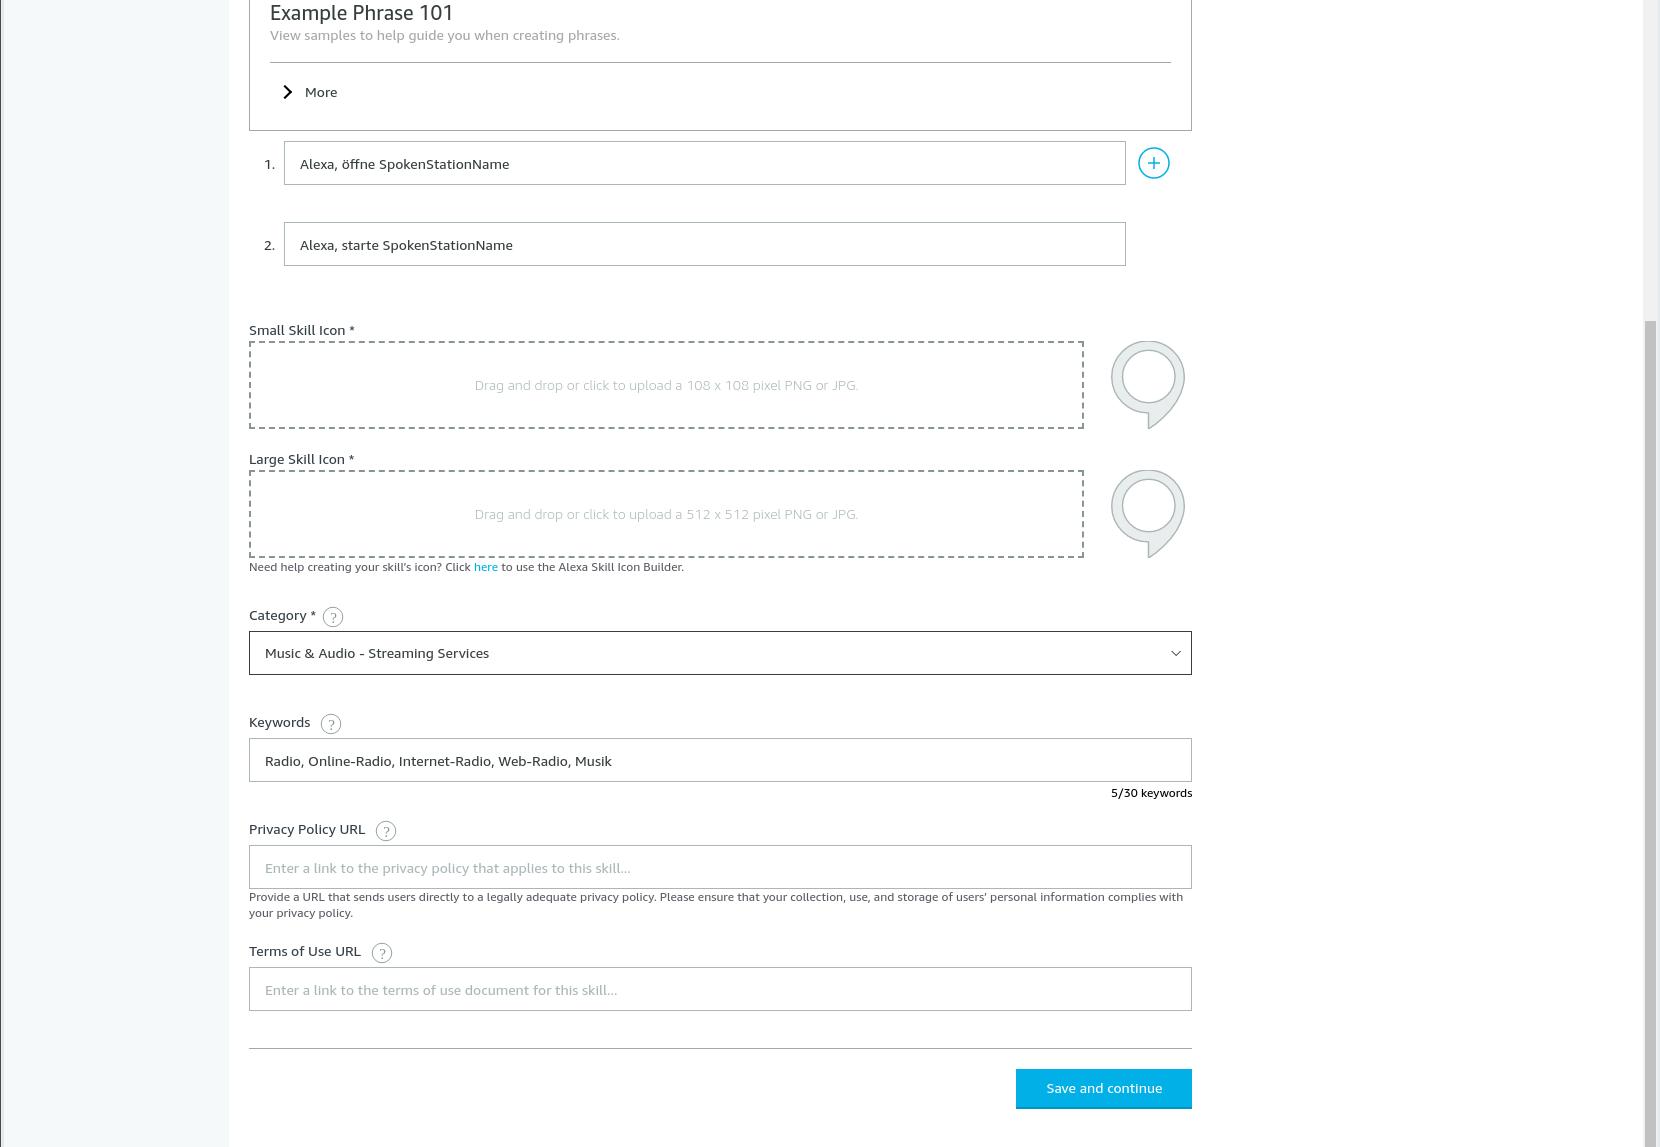 Example Phrase 101
View samples to help guide you when creating phrases.
More
1. Alexa, öffne SpokenStationName
2. Alexa, starte SpokenStationName
Small Skill Icon *
Drag and drop or click to upload a 108 x 108 pixel PNG or JPG.
Large Skill Icon *
Drag and drop or click to upload a 512 x 512 pixel PNG or JPG.
Need help creating your skill's icon? Click here to use the Alexa Skill Icon Builder.
Category * ?
Music & Audio - Streaming Services
Keywords ?
Radio, Online-Radio, Internet-Radio, Web-Radio, Musik
5/30 keywords
Privacy Policy URL ?
Enter a link to the privacy policy that applies to this skill...
Provide a URL that sends users directly to a legally adequate privacy policy. Please ensure that your collection, use, and storage of users' personal information complies with
your privacy policy.
Terms of Use URL ?
Enter a link to the terms of use document for this skill...
Save and continue